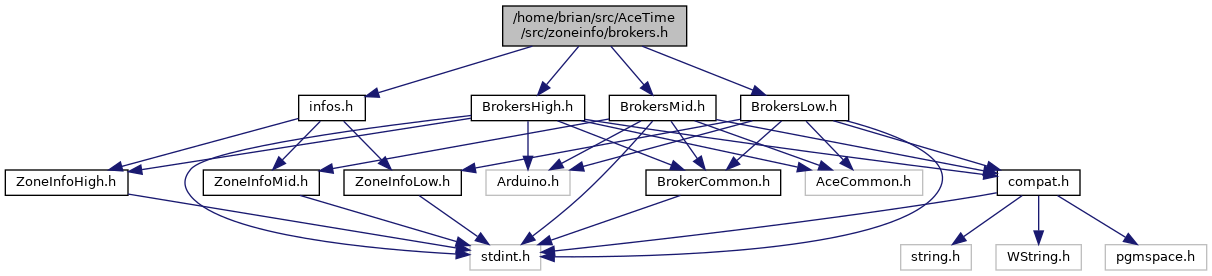 /home/brian/src/AceTime
/src/zoneinfo/brokers.h
infos.h
BrokersHigh.h
BrokersMid.h
BrokersLow.h
ZoneInfoHigh.h
ZoneInfoMid.h
ZoneInfoLow.h
Arduino.h
BrokerCommon.h
AceCommon.h
compat.h
stdint.h
string.h
WString.h
pgmspace.h